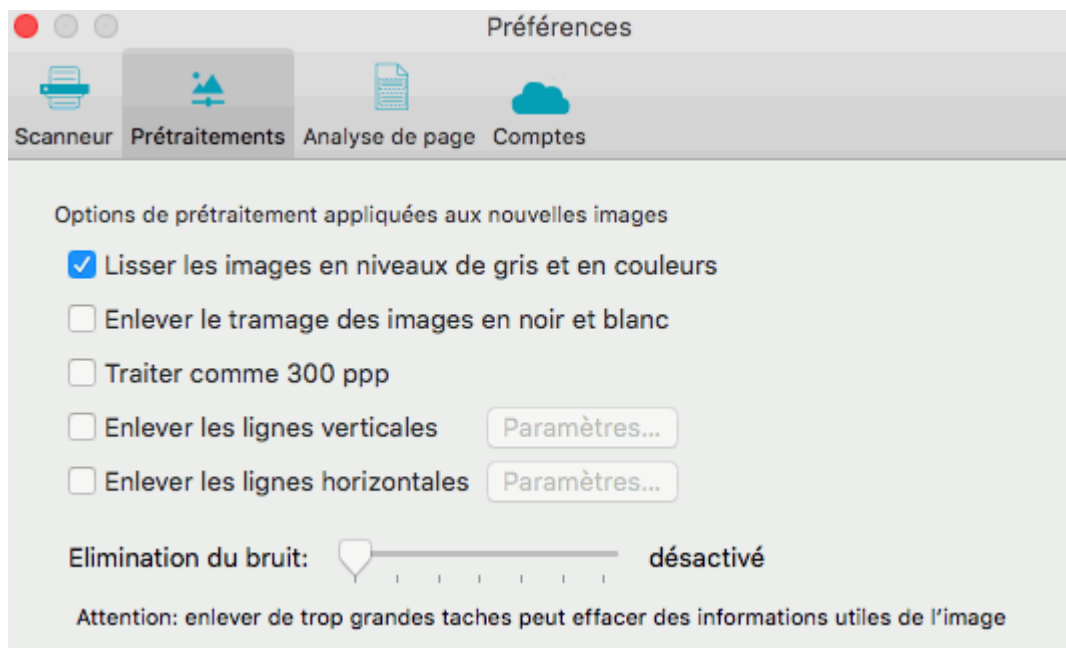 Préférences
Scanneur Prétraitements Analyse de page Comptes
Options de prétraitement appliquées aux nouvelles images
Lisser les images en niveaux de gris et en couleurs
Enlever le tramage des images en noir et blanc
Traiter comme 300 ppp
Enlever les lignes verticales Paramètres...
Enlever les lignes horizontales Paramètres...
Elimination du bruit: désactivé
Attention: enlever de trop grandes taches peut effacer des informations utiles de l’image